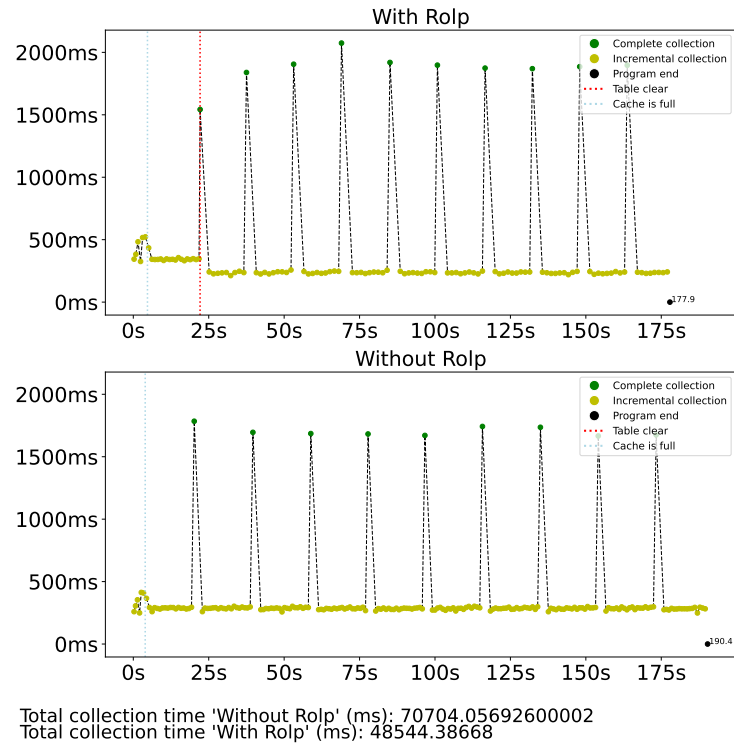 With Rolp
2000ms
1500ms
1000ms
500ms
0ms
Complete collection
Incremental collection
Program end
Table clear
Cache is full
177.9
0s 25s 50s 75s 100s 125s 150s 175s
Without Rolp
2000ms
1500ms
1000ms
500ms
0ms
Complete collection
Incremental collection
Program end
Table clear
Cache is full
190.4
0s 25s 50s 75s 100s 125s 150s 175s
Total collection time 'Without Rolp' (ms): 70704.05692600002
Total collection time 'With Rolp' (ms): 48544.38668